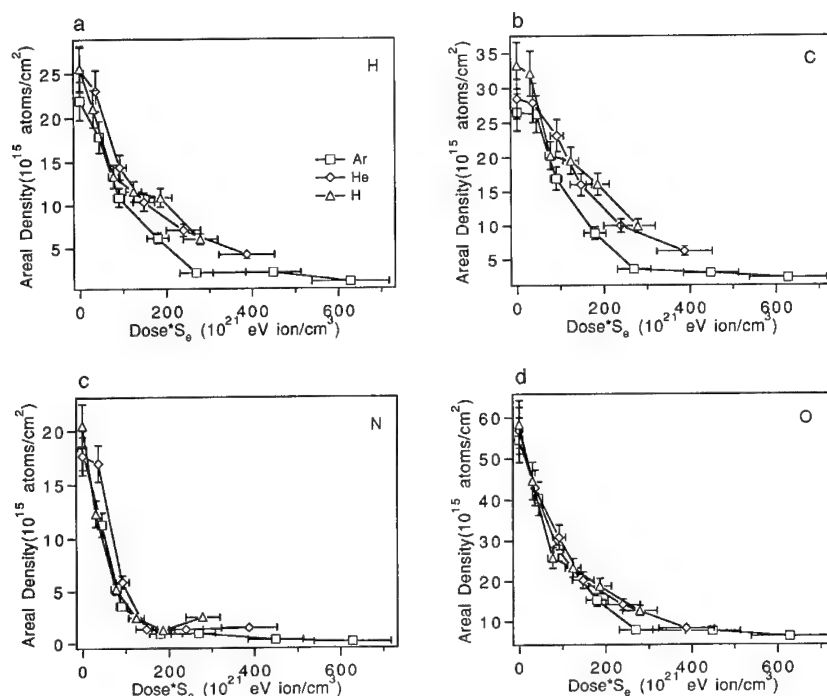 a
H
Areal Density(10^15 atoms/cm^2)
25
20
15
10
5
Ar
He
H
0 200 400 600
Dose*S_e (10^21 eV ion/cm^3)
b
C
Areal Density(10^15 atoms/cm^2)
35
30
25
20
15
10
5
0 200 400 600
Dose*S_e (10^21 eV ion/cm^3)
c
N
Areal Density(10^15 atoms/cm^2)
20
15
10
5
0
0 200 400 600
Dose*S_e (10^21 eV ion/cm^3)
d
O
Areal Density(10^15 atoms/cm^2)
60
50
40
30
20
10
0 200 400 600
Dose*S_e (10^21 eV ion/cm^3)